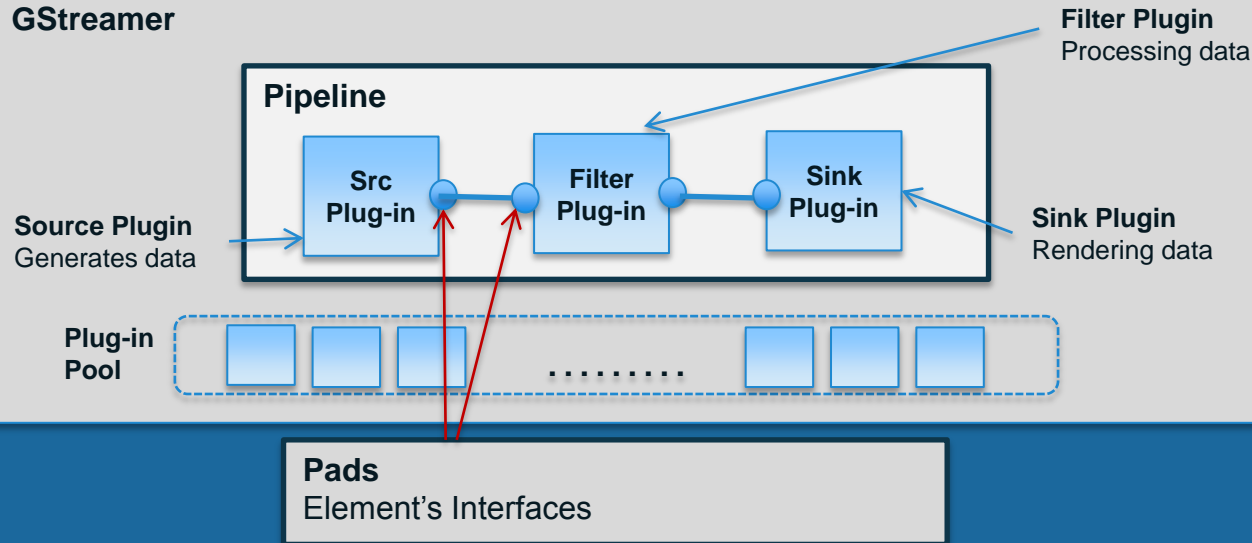 GStreamer
Filter Plugin
Processing data
Pipeline
Src
Plug-in
Filter
Plug-in
Sink
Plug-in
Source Plugin
Generates data
Sink Plugin
Rendering data
Plug-in
Pool
.........
Pads
Element’s Interfaces